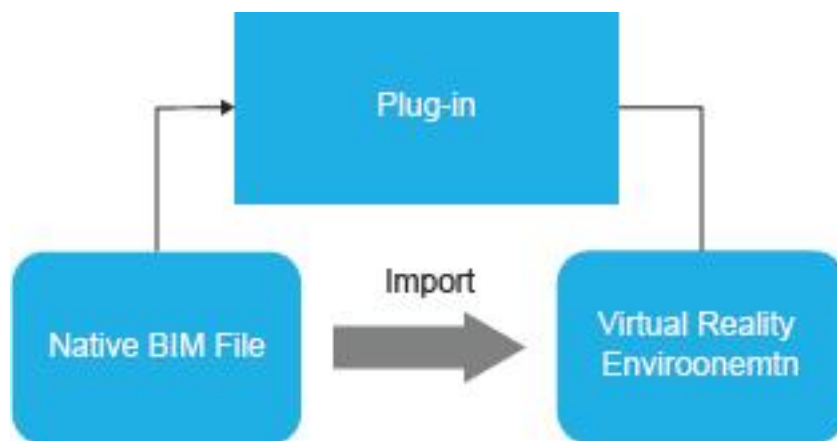 Plug-in
Import
Native BIM File
Virtual Reality
Enviroonemtn